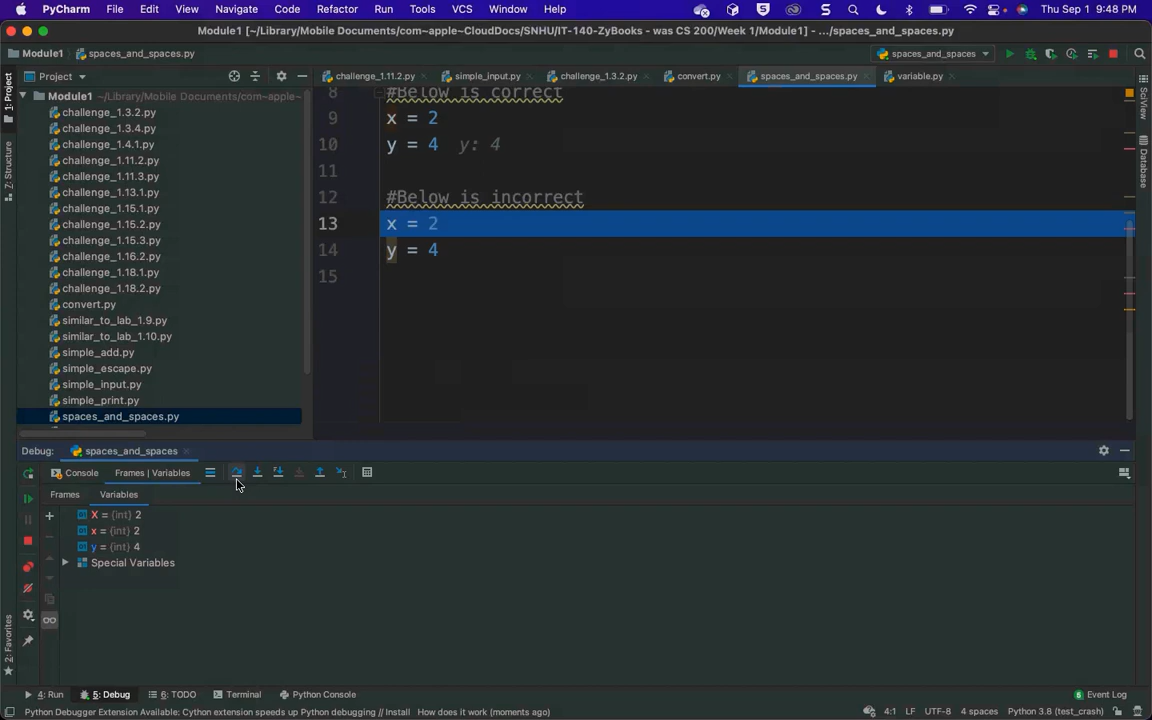 PyCharm File Edit View Navigate Code Refactor Run Tools VCS Window Help Thu Sep 1 9:48 PM
Module1 [~/Library/Mobile Documents/com~apple~CloudDocs/SNHU/IT-140-ZyBooks - was CS 200/Week 1/Module1] - .../spaces_and_spaces.py
Module1 spaces_and_spaces.py spaces_and_spaces
Project challenge_1.11.2.py simple_input.py challenge_1.3.2.py convert.py spaces_and_spaces.py variable.py
Module1 ~/Library/Mobile Documents/com~apple~
challenge_1.3.2.py
challenge_1.3.4.py
challenge_1.4.1.py
challenge_1.11.2.py
challenge_1.11.3.py
challenge_1.13.1.py
challenge_1.15.1.py
challenge_1.15.2.py
challenge_1.15.3.py
challenge_1.16.2.py
challenge_1.18.1.py
challenge_1.18.2.py
convert.py
similar_to_lab_1.9.py
similar_to_lab_1.10.py
simple_add.py
simple_escape.py
simple_input.py
simple_print.py
spaces_and_spaces.py
1: Project
7: Structure
2: Favorites
8 #Below is correct
9 x = 2
10 y = 4 y: 4
11
12 #Below is incorrect
13 x = 2
14 y = 4
15
SciView
Database
Debug: spaces_and_spaces
Console Frames | Variables
Frames Variables
X = {int} 2
x = {int} 2
y = {int} 4
Special Variables
4: Run 5: Debug 6: TODO Terminal Python Console Event Log
Python Debugger Extension Available: Cython extension speeds up Python debugging // Install How does it work (moments ago) 4:1 LF UTF-8 4 spaces Python 3.8 (test_crash)